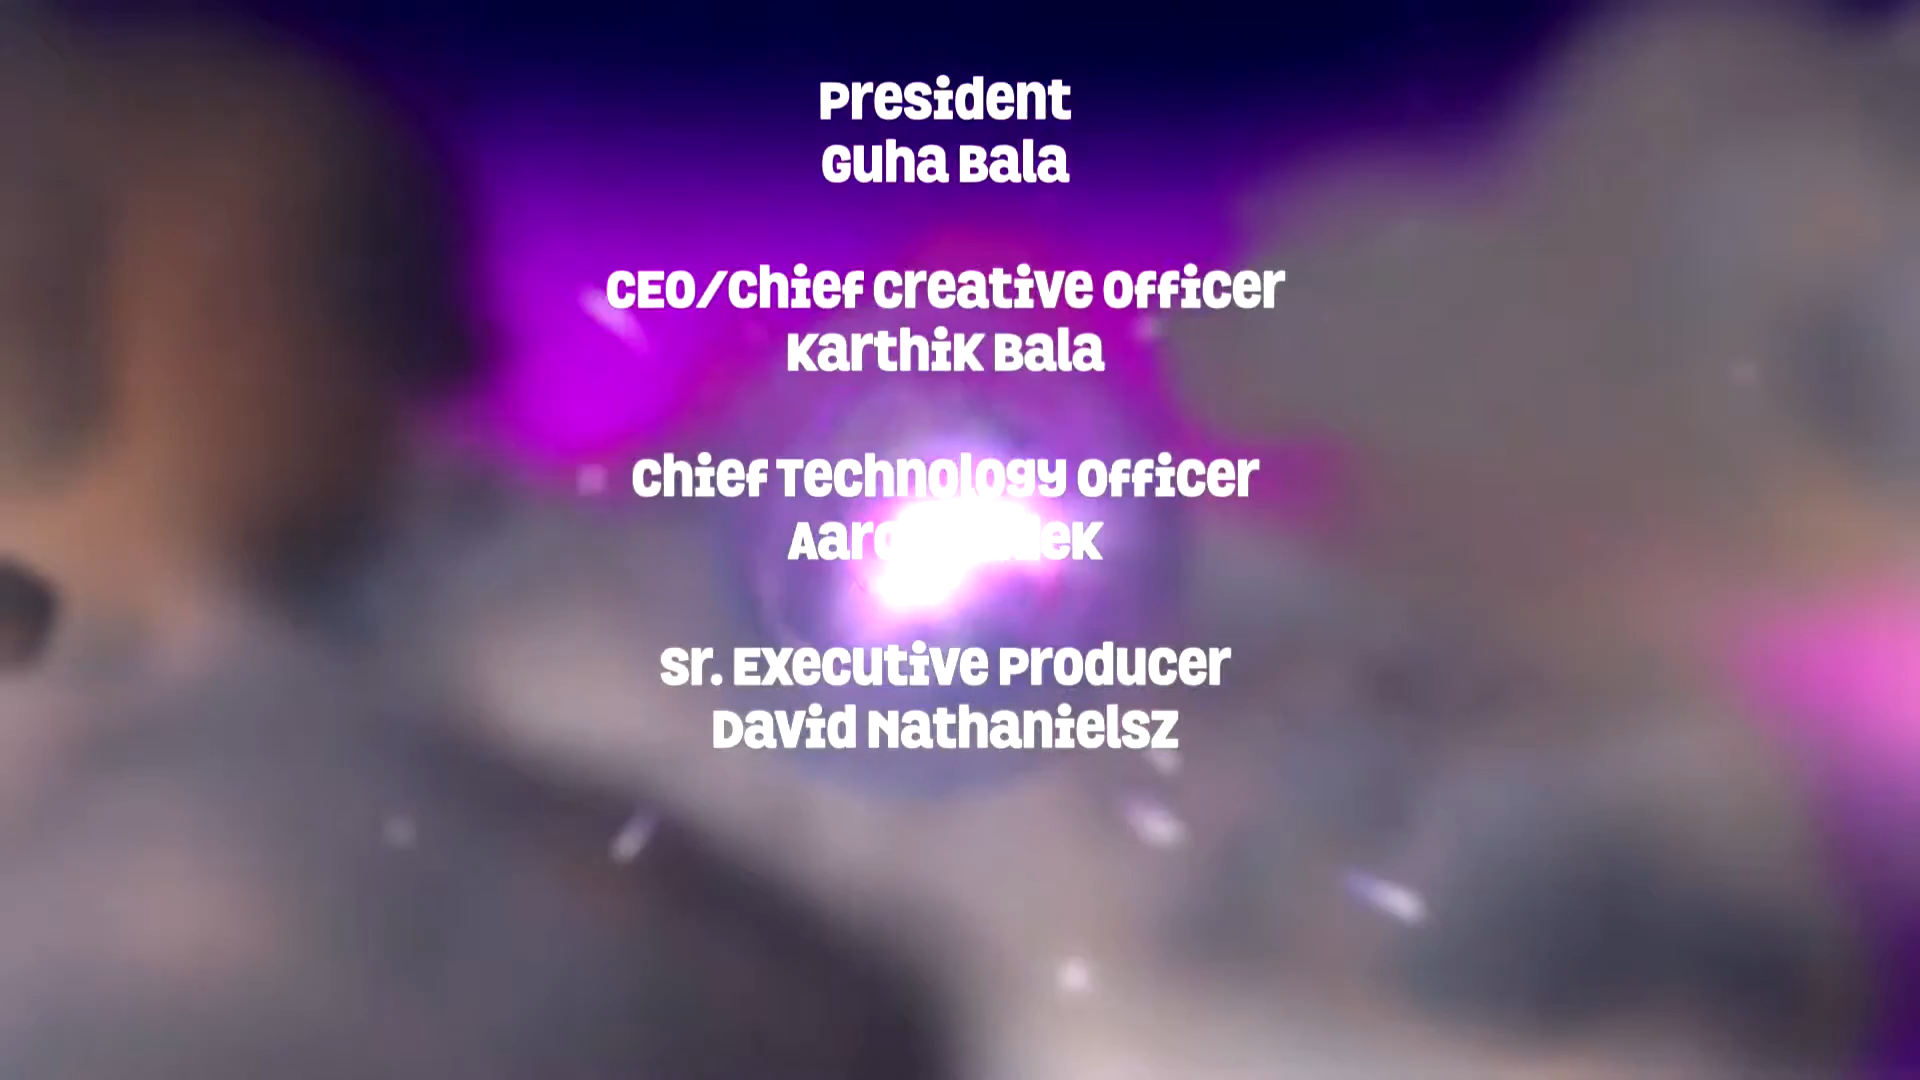 President
Guha Bala
CEO/Chief Creative Officer
Karthik Bala
Chief Technology Officer
Sr. Executive Producer
David Nathanielsz